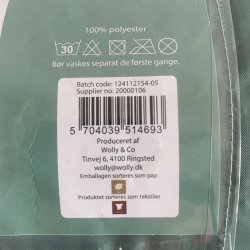 100% polyester
30
Bør vaskes separat de første gange.
Batch code: 124112154-05
Supplier no: 20000106
5 704039 514693
Produceret af
Wolly & Co
Tinvej 6, 4100 Ringsted
wolly@wolly.dk
Emballagen sorteres som pap
Produktet sorteres som tekstiler